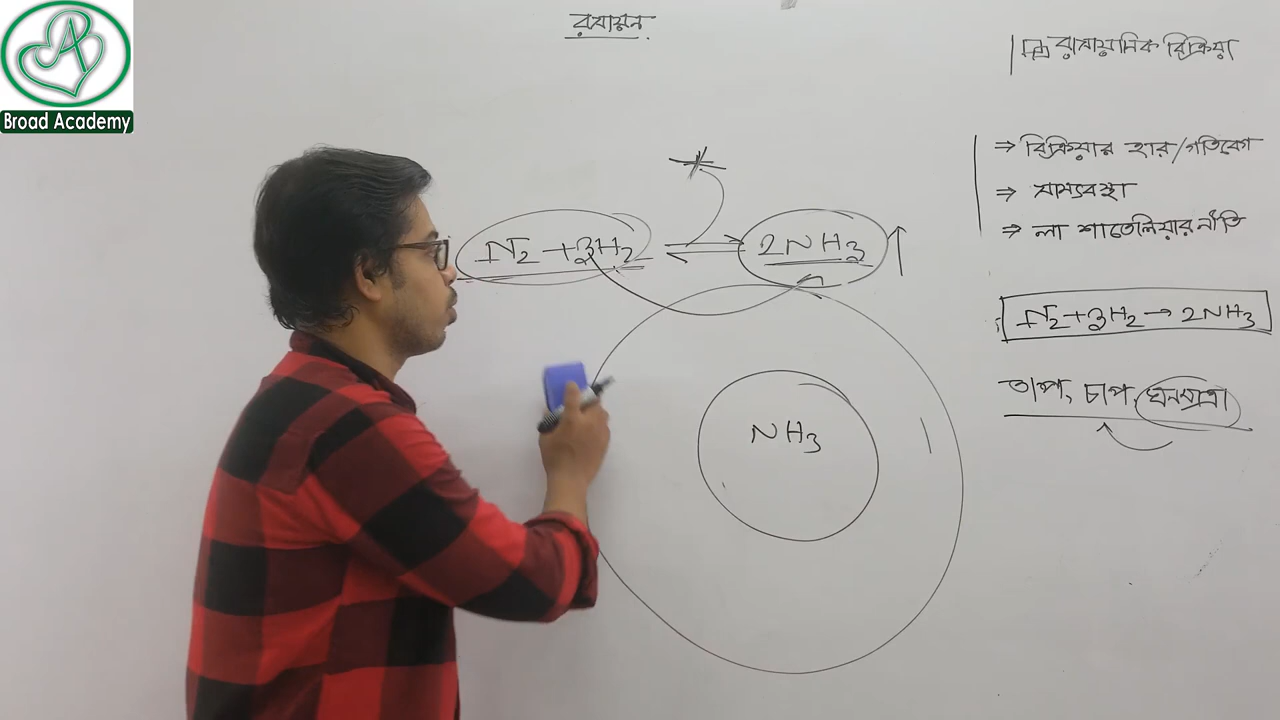 A
Broad Academy
রসায়ন
রাসায়নিক বিক্রিয়া
⇒ বিক্রিয়ার হার/গতিবেগ
⇒ সাম্যবস্থা
⇒ লা শাতেলিয়ার নীতি
N2 + 3H2 ⇌ 2NH3 ↑
N2 + 3H2 → 2NH3
তাপ, চাপ, ঘনমাত্রা
NH3